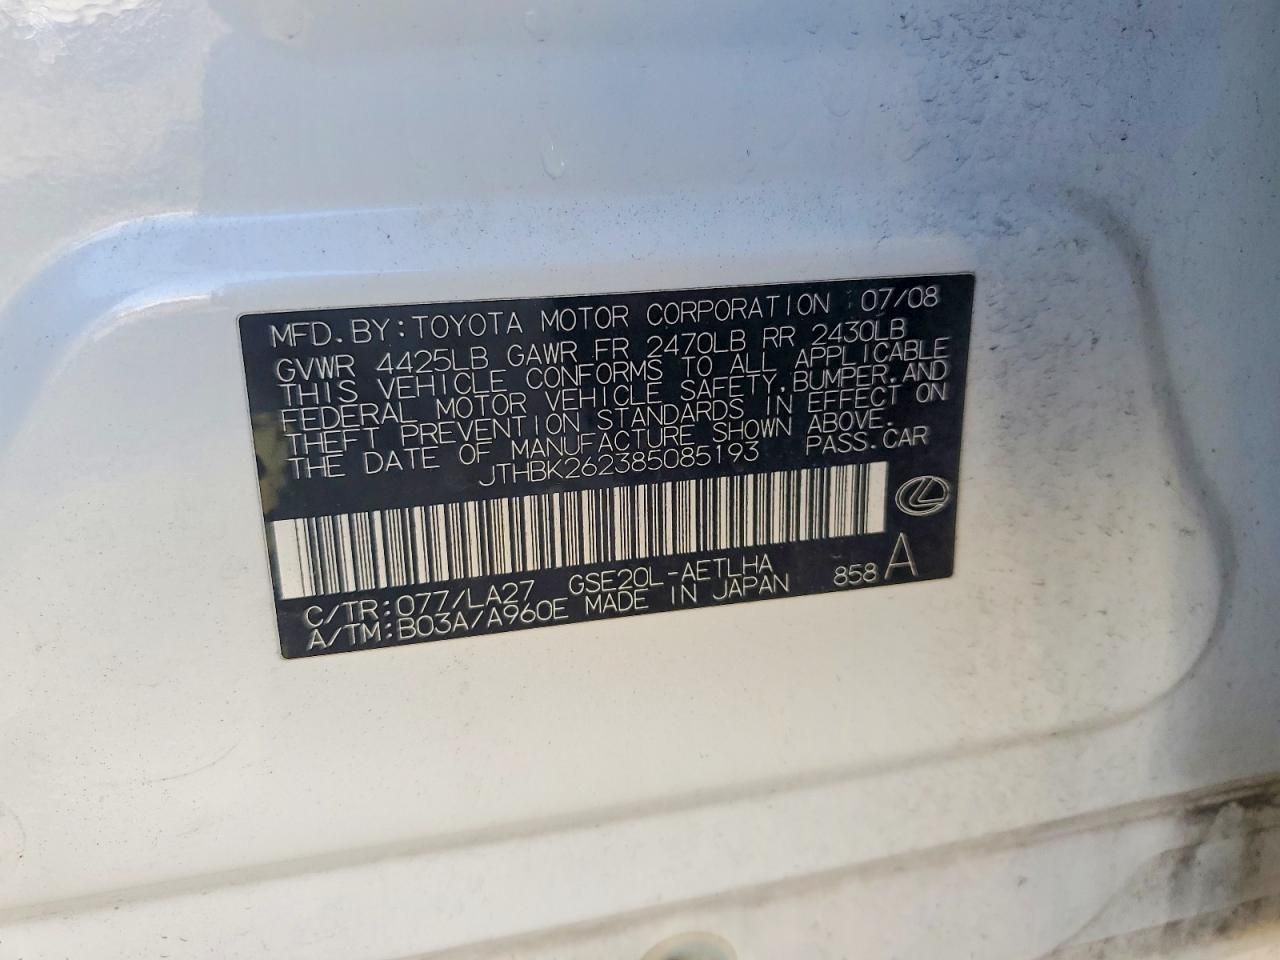 MFD. BY: TOYOTA MOTOR CORPORATION 07/08
GVWR 4425LB GAWR FR 2470LB RR 2430LB
THIS VEHICLE CONFORMS TO ALL APPLICABLE
FEDERAL MOTOR VEHICLE SAFETY, BUMPER, AND
THEFT PREVENTION STANDARDS IN EFFECT ON
THE DATE OF MANUFACTURE SHOWN ABOVE.
JTHBK262385085193 PASS. CAR
C/TR: 077/LA27 GSE20L-AETLHA 858 A
A/TM: B03A/A960E MADE IN JAPAN